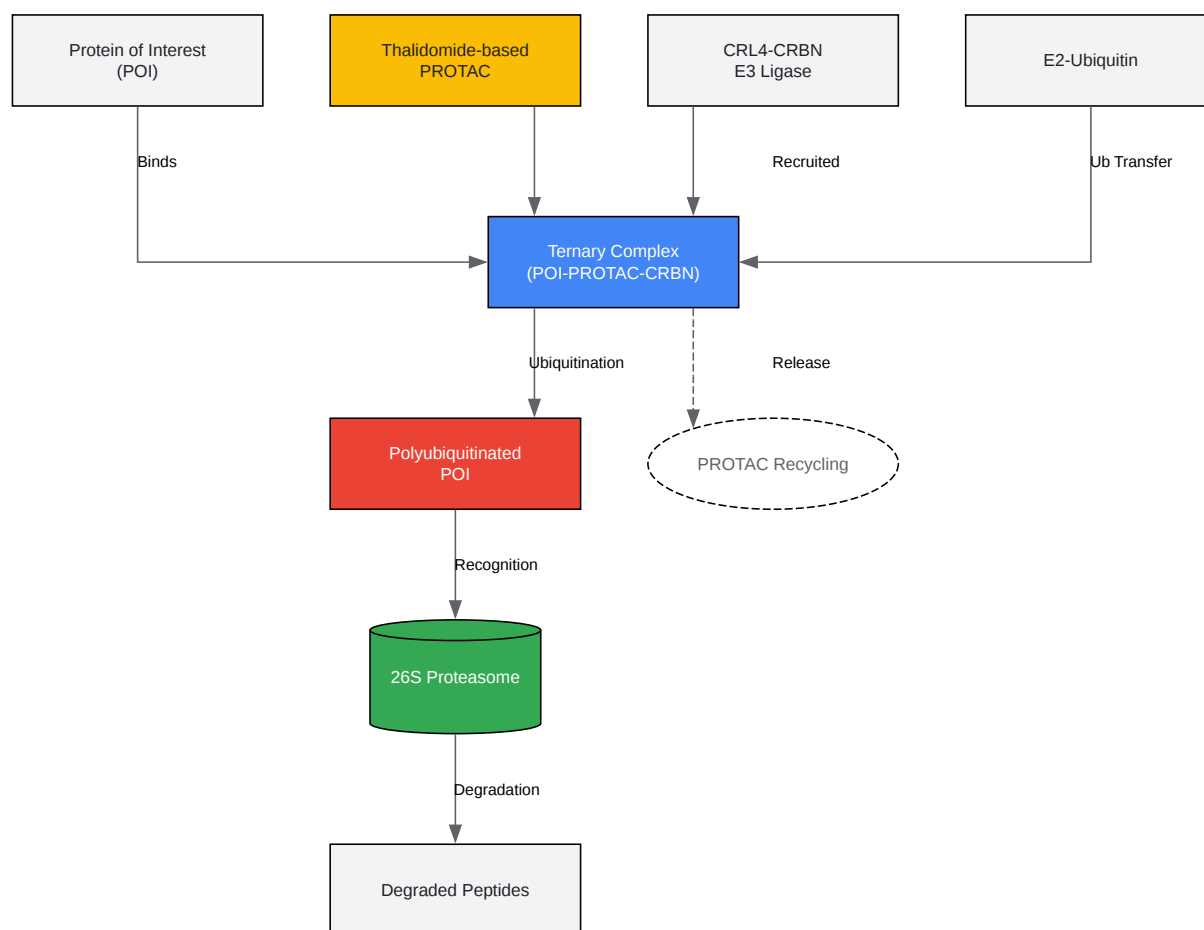 Protein of Interest
(POI)
Thalidomide-based
PROTAC
CRL4-CRBN
E3 Ligase
E2-Ubiquitin
Binds
Recruited
Ub Transfer
Ternary Complex
(POI-PROTAC-CRBN)
Ubiquitination
Release
Polyubiquitinated
POI
PROTAC Recycling
Recognition
26S Proteasome
Degradation
Degraded Peptides